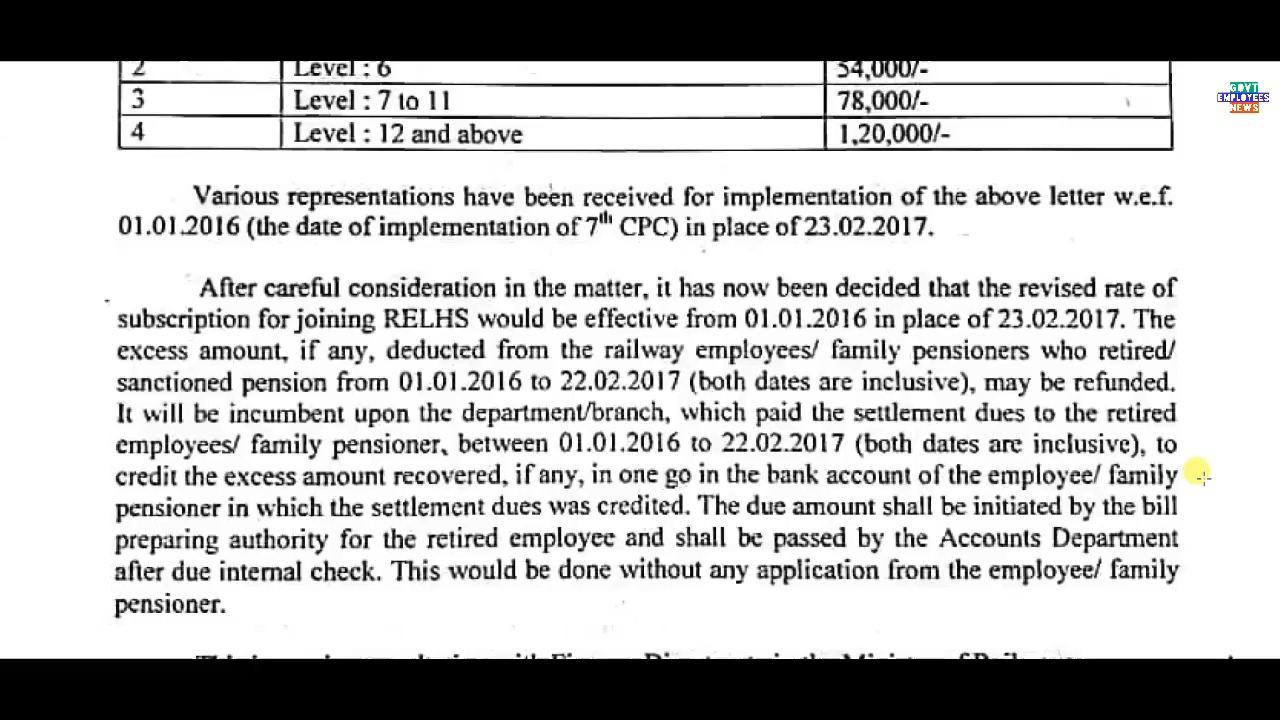 2 Level : 6 54,000/-
3 Level : 7 to 11 78,000/-
4 Level : 12 and above 1,20,000/-
GOVT
EMPLOYEES
NEWS
Various representations have been received for implementation of the above letter w.e.f.
01.01.2016 (the date of implementation of 7th CPC) in place of 23.02.2017.
After careful consideration in the matter, it has now been decided that the revised rate of
subscription for joining RELHS would be effective from 01.01.2016 in place of 23.02.2017. The
excess amount, if any, deducted from the railway employees/ family pensioners who retired/
sanctioned pension from 01.01.2016 to 22.02.2017 (both dates are inclusive), may be refunded.
It will be incumbent upon the department/branch, which paid the settlement dues to the retired
employees/ family pensioner, between 01.01.2016 to 22.02.2017 (both dates are inclusive), to
credit the excess amount recovered, if any, in one go in the bank account of the employee/ family
pensioner in which the settlement dues was credited. The due amount shall be initiated by the bill
preparing authority for the retired employee and shall be passed by the Accounts Department
after due internal check. This would be done without any application from the employee/ family
pensioner.